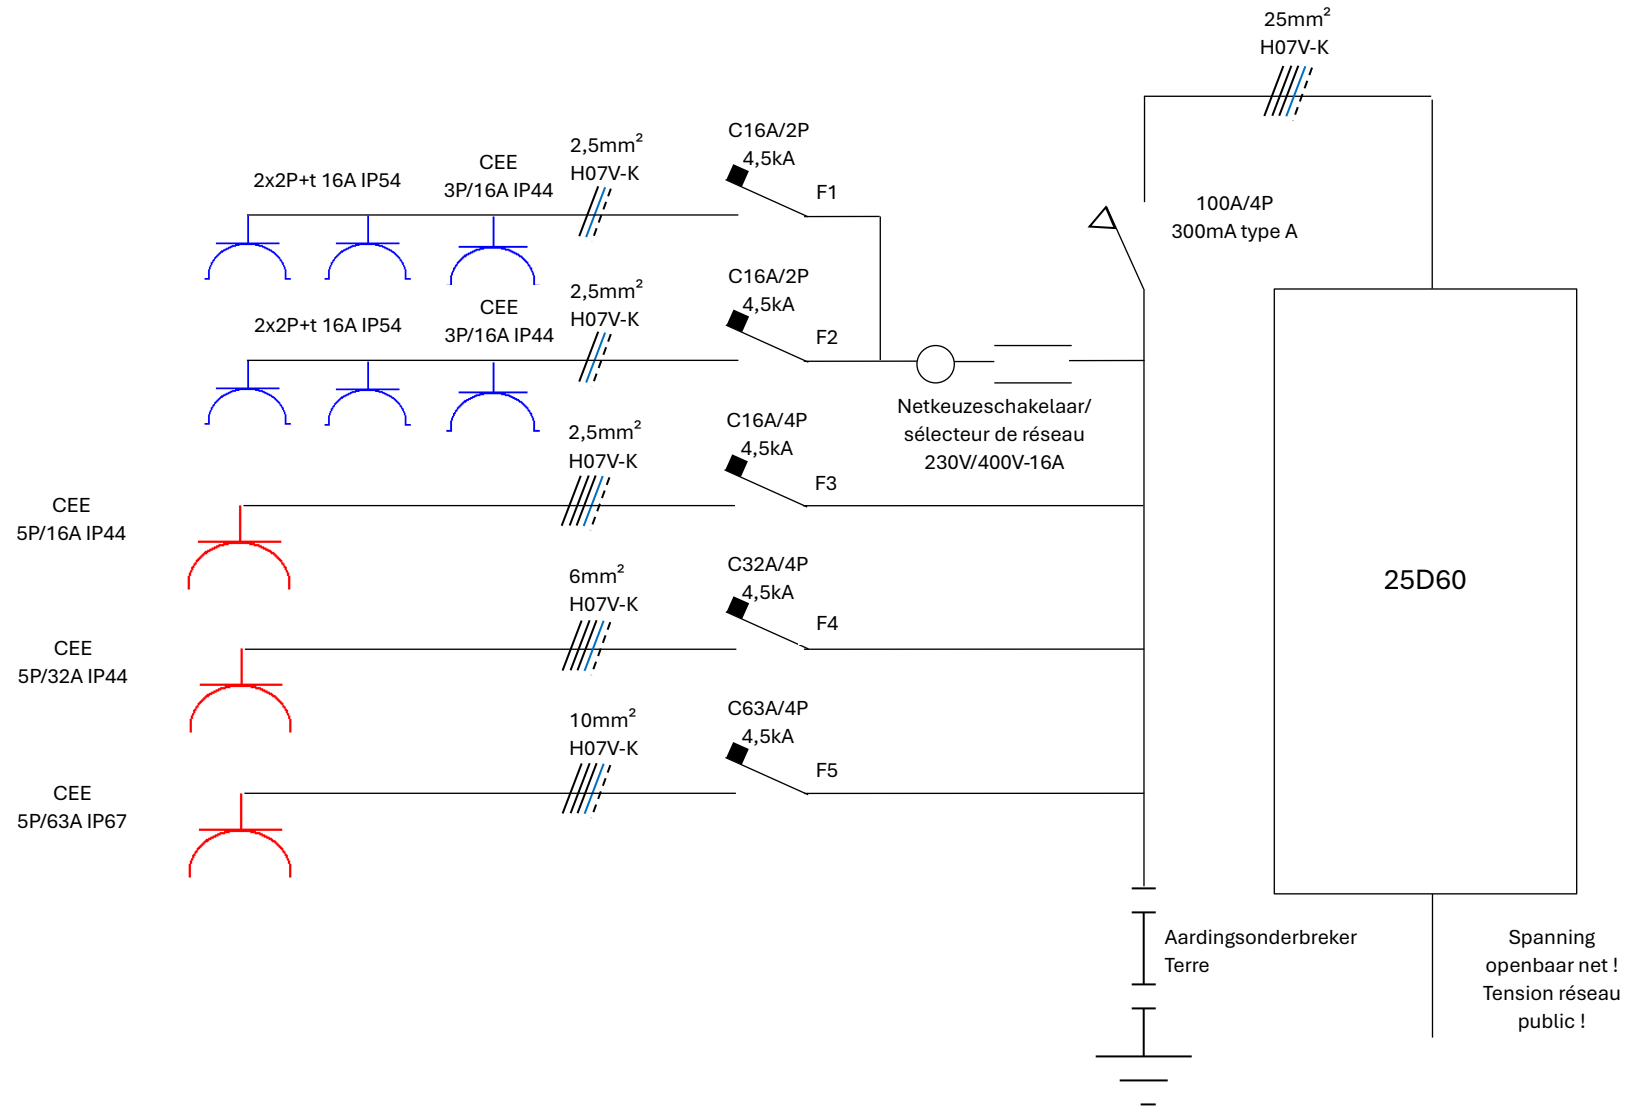 25mm²
H07V-K
C16A/2P
4,5kA
2,5mm²
H07V-K
CEE
3P/16A IP44
2x2P+t 16A IP54
F1
100A/4P
300mA type A
C16A/2P
4,5kA
2,5mm²
H07V-K
CEE
3P/16A IP44
2x2P+t 16A IP54
F2
Netkeuzeschakelaar/
sélecteur de réseau
230V/400V-16A
C16A/4P
4,5kA
2,5mm²
H07V-K
F3
CEE
5P/16A IP44
C32A/4P
4,5kA
6mm²
H07V-K
F4
25D60
CEE
5P/32A IP44
C63A/4P
4,5kA
10mm²
H07V-K
F5
CEE
5P/63A IP67
Aardingsonderbreker
Terre
Spanning
openbaar net !
Tension réseau
public !